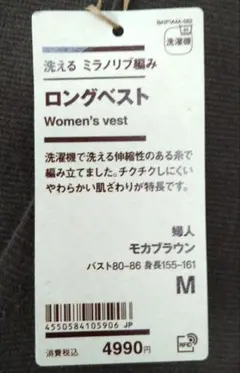 洗濯機
洗える ミラノリブ編み
ロングベスト
Women's vest
洗濯機で洗える伸縮性のある糸で
編み立てました。チクチクしにくい
やわらかい肌ざわりが特長です。
婦人
モカブラウン
バスト80-86 身長155-161
M
4550584105906 JP
消費税込 4990円
RFID